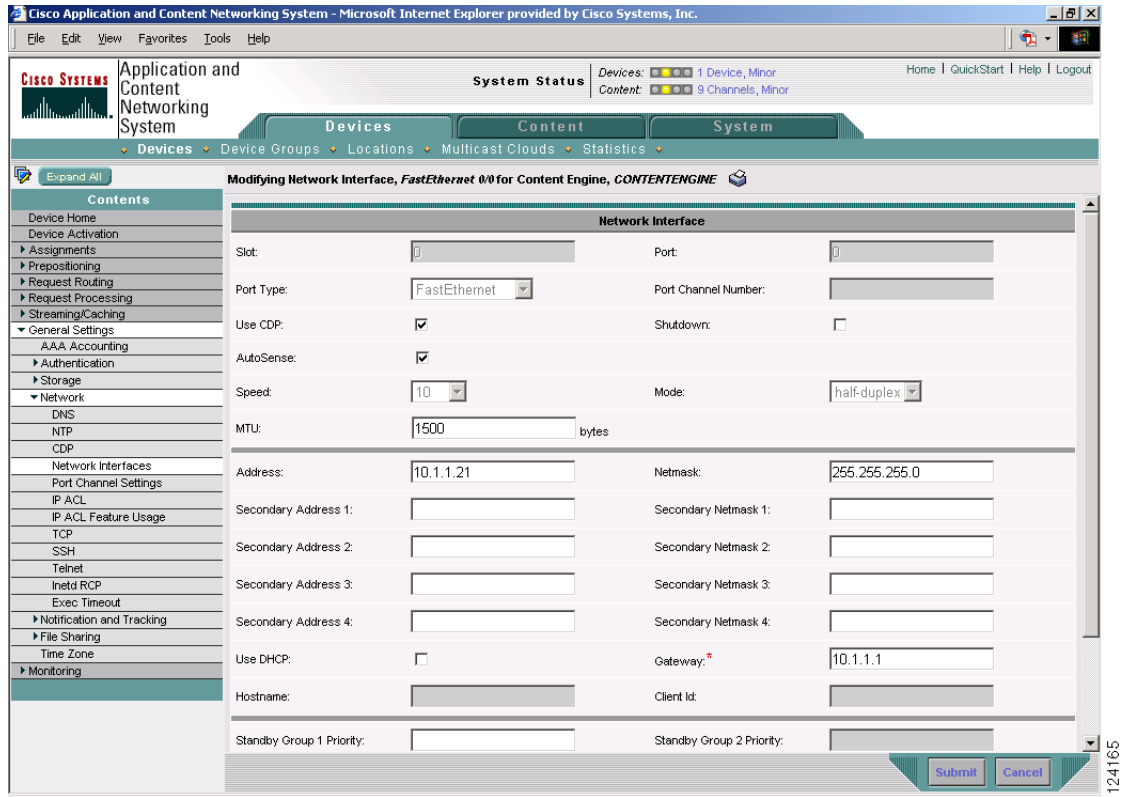 Cisco Application and Content Networking System - Microsoft Internet Explorer provided by Cisco Systems, Inc.
File Edit View Favorites Tools Help
CISCO SYSTEMS
Application and
Content
Networking
System
System Status
Devices: 1 Device, Minor
Content: 9 Channels, Minor
Home | QuickStart | Help | Logout
Devices Content System
Devices Device Groups Locations Multicast Clouds Statistics
Expand All
Contents
Device Home
Device Activation
Assignments
Prepositioning
Request Routing
Request Processing
Streaming/Caching
General Settings
AAA Accounting
Authentication
Storage
Network
DNS
NTP
CDP
Network Interfaces
Port Channel Settings
IP ACL
IP ACL Feature Usage
TCP
SSH
Telnet
Inetd RCP
Exec Timeout
Notification and Tracking
File Sharing
Time Zone
Monitoring
Modifying Network Interface, FastEthernet 0/0 for Content Engine, CONTENTENGINE
Network Interface
Slot: 0 Port: 0
Port Type: FastEthernet Port Channel Number:
Use CDP: Shutdown:
AutoSense:
Speed: 10 Mode: half-duplex
MTU: 1500 bytes
Address: 10.1.1.21 Netmask: 255.255.255.0
Secondary Address 1: Secondary Netmask 1:
Secondary Address 2: Secondary Netmask 2:
Secondary Address 3: Secondary Netmask 3:
Secondary Address 4: Secondary Netmask 4:
Use DHCP: Gateway:* 10.1.1.1
Hostname: Client Id:
Standby Group 1 Priority: Standby Group 2 Priority:
Submit Cancel
124165